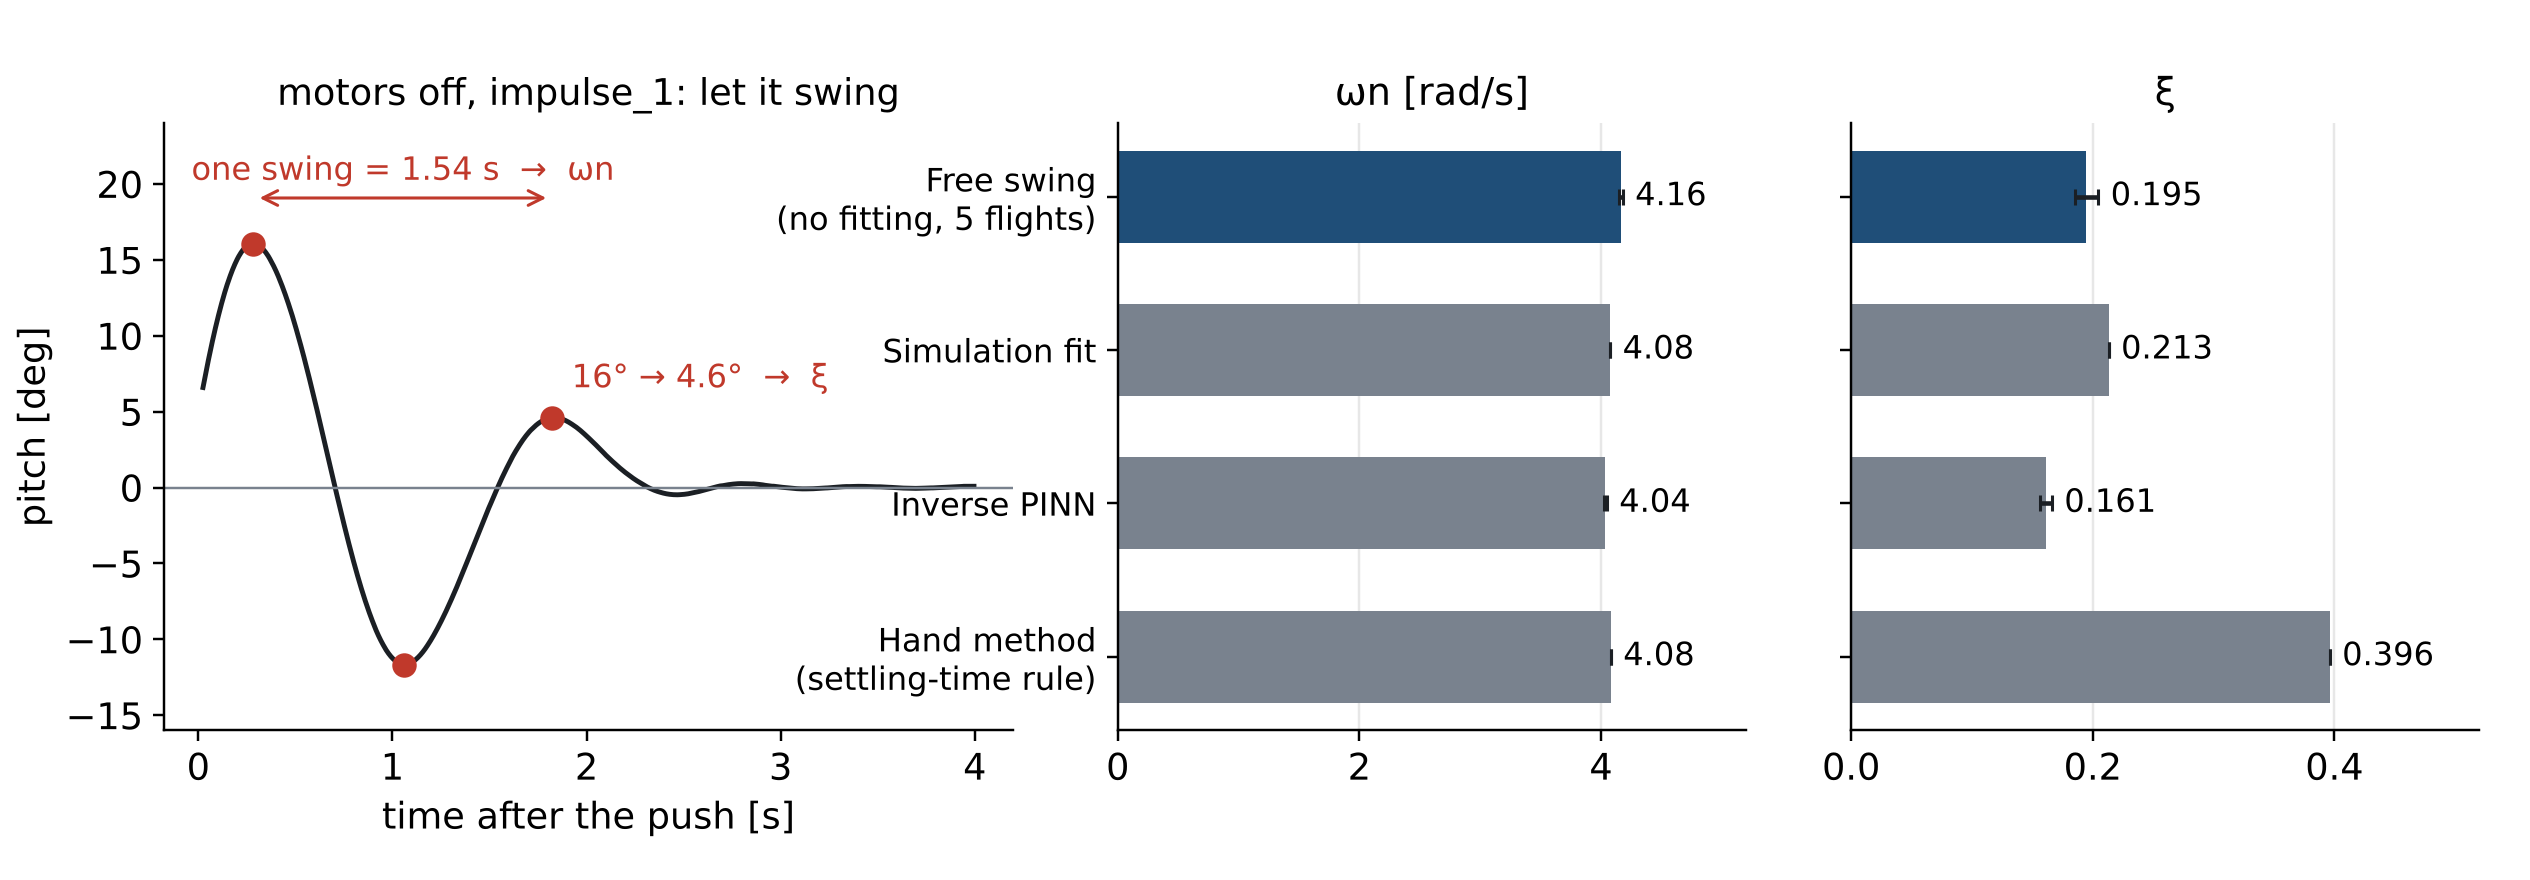 motors off, impulse_1: let it swing
one swing = 1.54 s → ωn
16° → 4.6° → ξ
pitch [deg]
20
15
10
5
0
−5
−10
−15
0
1
2
3
4
time after the push [s]
ωn [rad/s]
Free swing
(no fitting, 5 flights)
Simulation fit
Inverse PINN
Hand method
(settling-time rule)
4.16
4.08
4.04
4.08
0
2
4
ξ
0.195
0.213
0.161
0.396
0.0
0.2
0.4